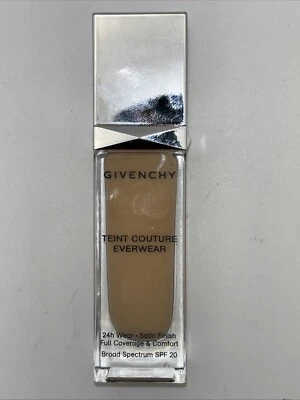 GIVENCHY
TEINT COUTURE
EVERWEAR
24h Wear • Satin Finish
Full Coverage & Comfort
Broad Spectrum SPF 20